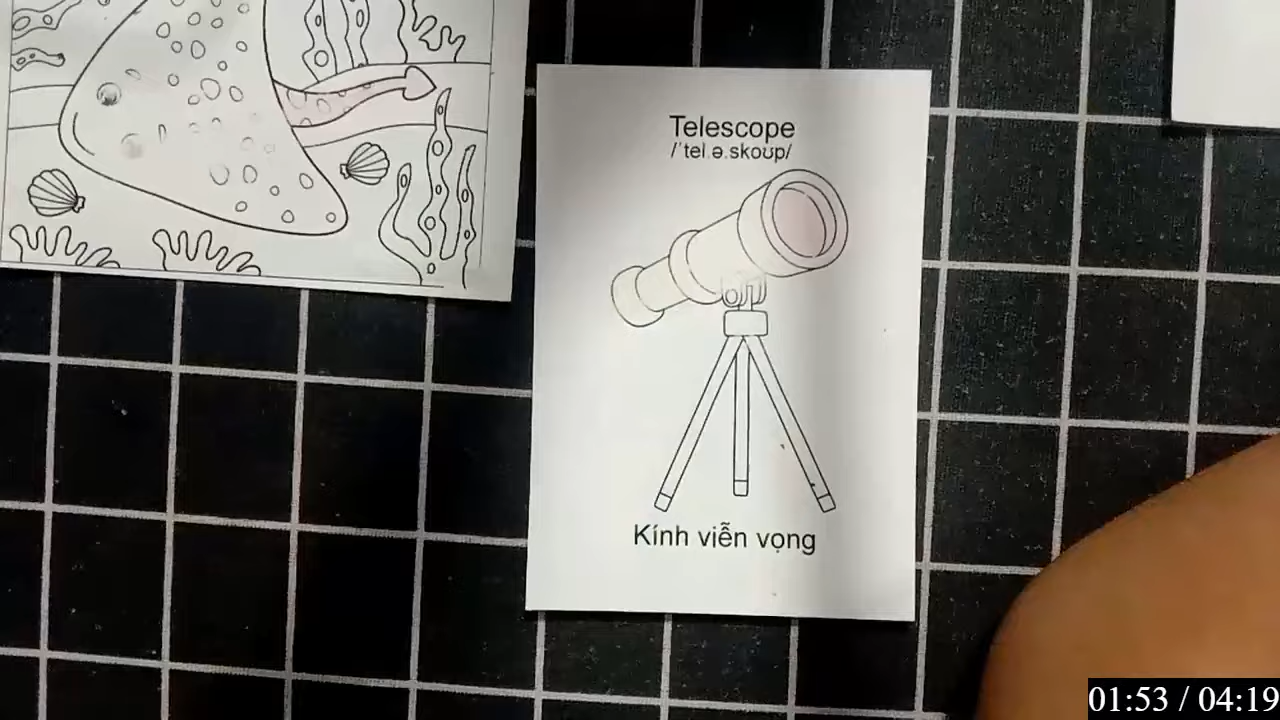 Telescope
/ˈtel.ə.skoʊp/
Kính viễn vọng
01:53 / 04:19